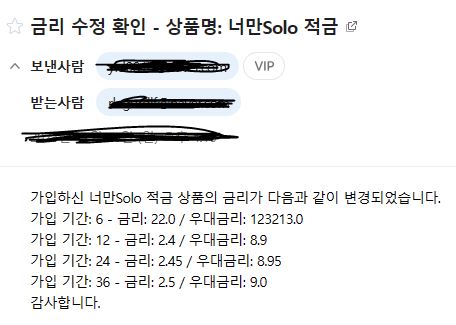 금리 수정 확인 - 상품명: 너만Solo 적금
보낸사람 VIP
받는사람
가입하신 너만Solo 적금 상품의 금리가 다음과 같이 변경되었습니다.
가입 기간: 6 - 금리: 22.0 / 우대금리: 123213.0
가입 기간: 12 - 금리: 2.4 / 우대금리: 8.9
가입 기간: 24 - 금리: 2.45 / 우대금리: 8.95
가입 기간: 36 - 금리: 2.5 / 우대금리: 9.0
감사합니다.